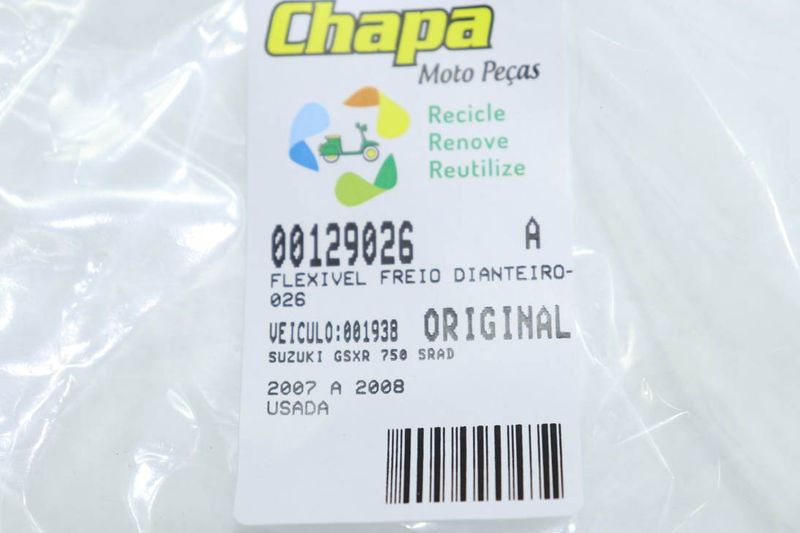 Chapa
Moto Peças
Recicle
Renove
Reutilize
00129026 A
FLEXIVEL FREIO DIANTEIRO-
026
VEICULO:001938 ORIGINAL
SUZUKI GSXR 750 SRAD
2007 A 2008
USADA